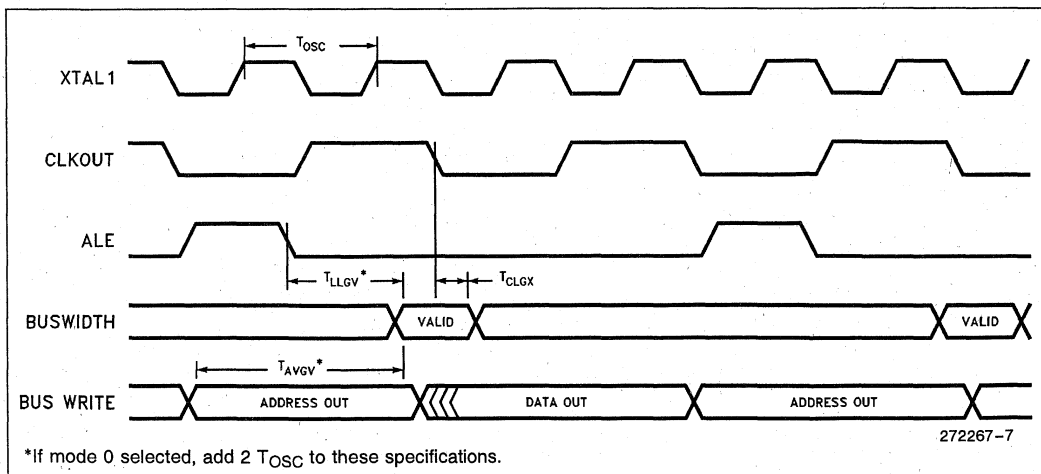 T_OSC
XTAL1
CLKOUT
ALE
T_LLGV*
T_CLGX
BUSWIDTH
VALID
VALID
T_AVGV*
BUS WRITE
ADDRESS OUT
DATA OUT
ADDRESS OUT
272267-7
*If mode 0 selected, add 2 T_OSC to these specifications.